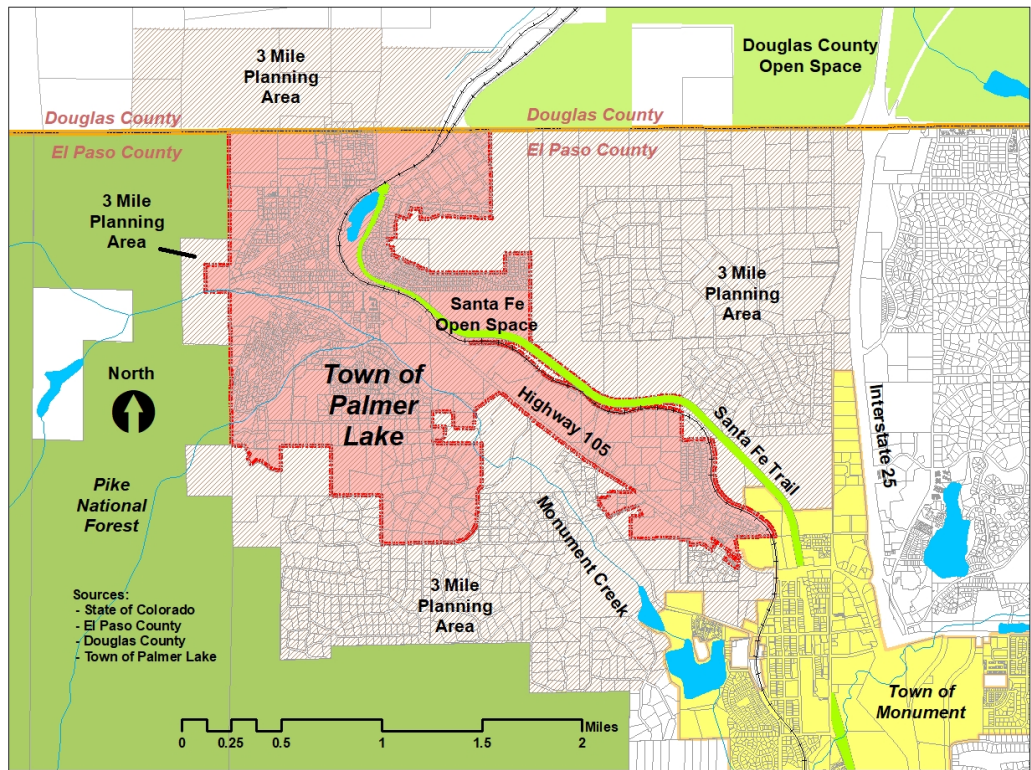 3 Mile
Planning
Area
Douglas County
Open Space
Douglas County
Douglas County
El Paso County
El Paso County
3 Mile
Planning
Area
3 Mile
Planning
Area
Santa Fe
Open Space
North
Town of
Palmer
Lake
Highway 105
Santa Fe Trail
Interstate 25
Pike
National
Forest
Monument Creek
3 Mile
Planning
Area
Sources:
- State of Colorado
- El Paso County
- Douglas County
- Town of Palmer Lake
Town of
Monument
Miles
0 0.25 0.5 1 1.5 2